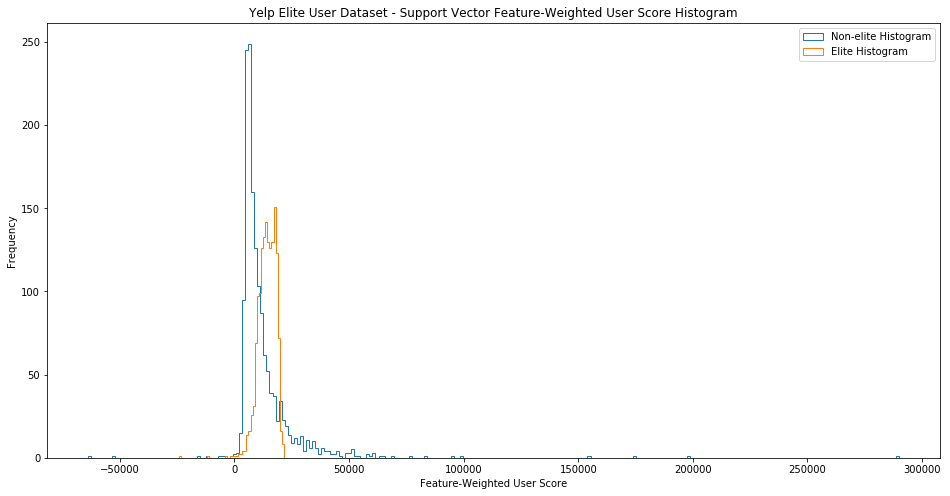 Yelp Elite User Dataset - Support Vector Feature-Weighted User Score Histogram
Non-elite Histogram
Elite Histogram
Frequency
250
200
150
100
50
0
−50000
0
50000
100000
150000
200000
250000
300000
Feature-Weighted User Score